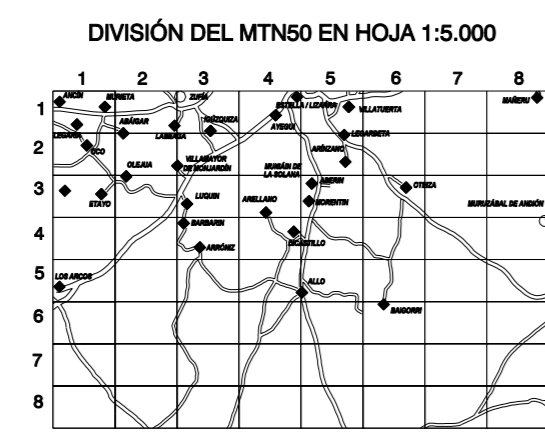 DIVISIÓN DEL MTN50 EN HOJA 1:5.000
1 2 3 4 5 6 7 8
1
2
3
4
5
6
7
8
ANCÍN
MURIETA
ZUFÍA
ESTELLA / LIZARRA
VILLATUERTA
MAÑERU
LEGARIA
ABÁIGAR
LABEAGA
IGÚZQUIZA
AYEGUI
LEGARDETA
OCO
OLEJUA
VILLAMAYOR
DE MONJARDÍN
ARÍNZANO
MUNIÁIN DE
LA SOLANA
ABERIN
OTEIZA
ETAYO
LUQUIN
ARELLANO
MORENTIN
MURUZÁBAL DE ANDIÓN
BARBARIN
DICASTILLO
ARRÓNIZ
LOS ARCOS
ALLO
BAIGORRI